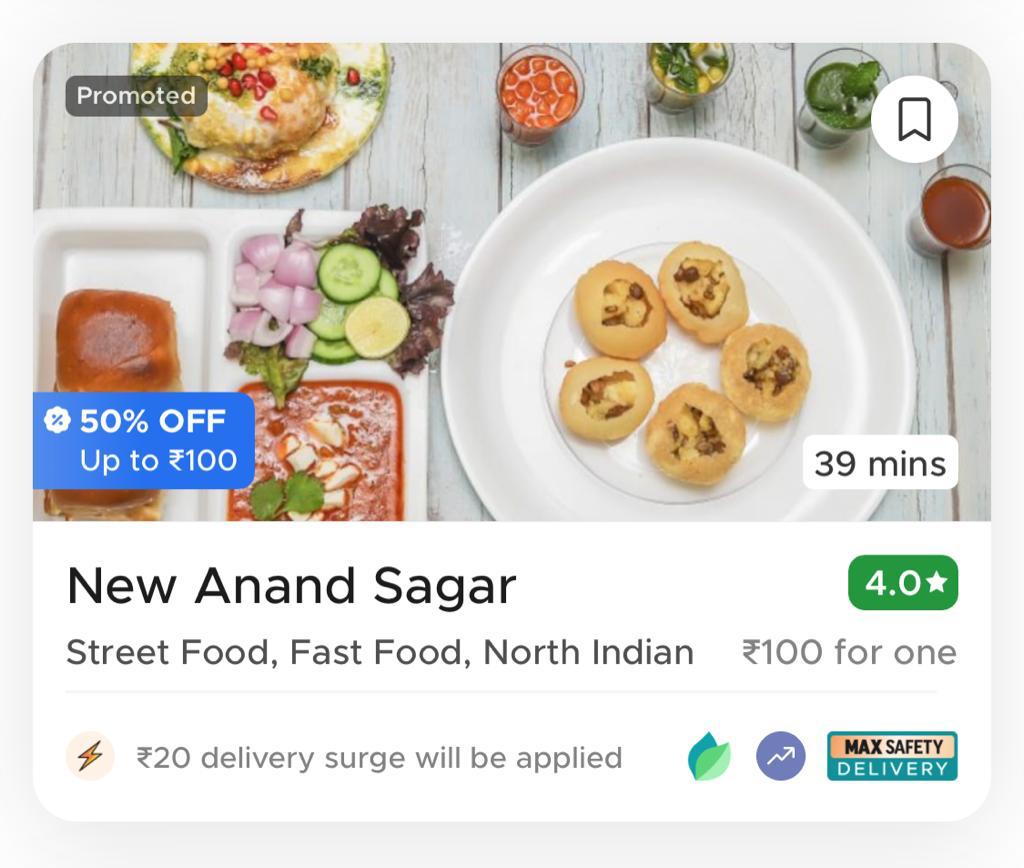 Promoted
50% OFF
Up to ₹100
39 mins
New Anand Sagar
4.0★
Street Food, Fast Food, North Indian
₹100 for one
₹20 delivery surge will be applied
MAX SAFETY
DELIVERY